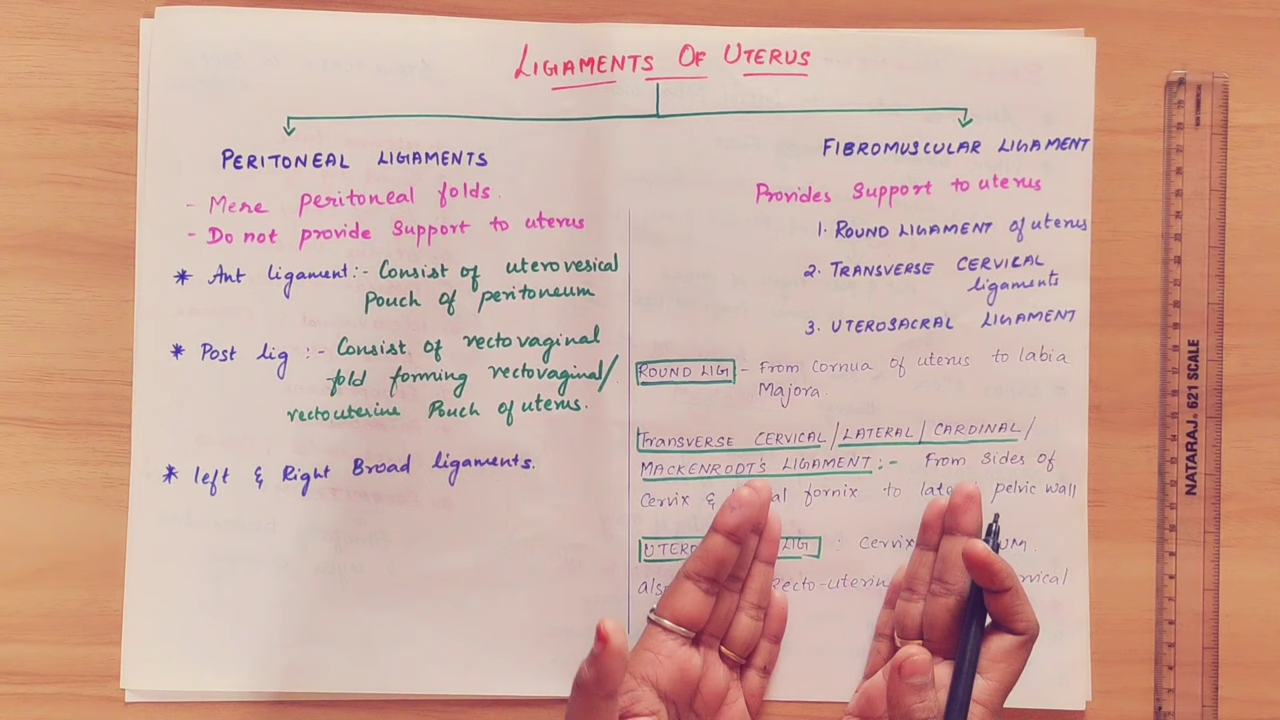 LIGAMENTS OF UTERUS
PERITONEAL LIGAMENTS
- Mere peritoneal folds.
- Do not provide Support to uterus
* Ant ligament:- Consist of uterovesical
Pouch of peritoneum
* Post lig :- Consist of rectovaginal
fold forming rectovaginal/
rectouterine Pouch of uterus.
* left & Right Broad ligaments.
FIBROMUSCULAR LIGAMENT
Provides Support to uterus
1. ROUND LIGAMENT of uterus
2. TRANSVERSE CERVICAL
ligaments
3. UTEROSACRAL LIGAMENT
ROUND LIG - From Cornua of uterus to labia
Majora.
TRANSVERSE CERVICAL / LATERAL / CARDINAL /
MACKENRODT'S LIGAMENT :- From Sides of
Cervix & fornix to pelvic wall
LIG : Cervix
NATARAJ 621 SCALE